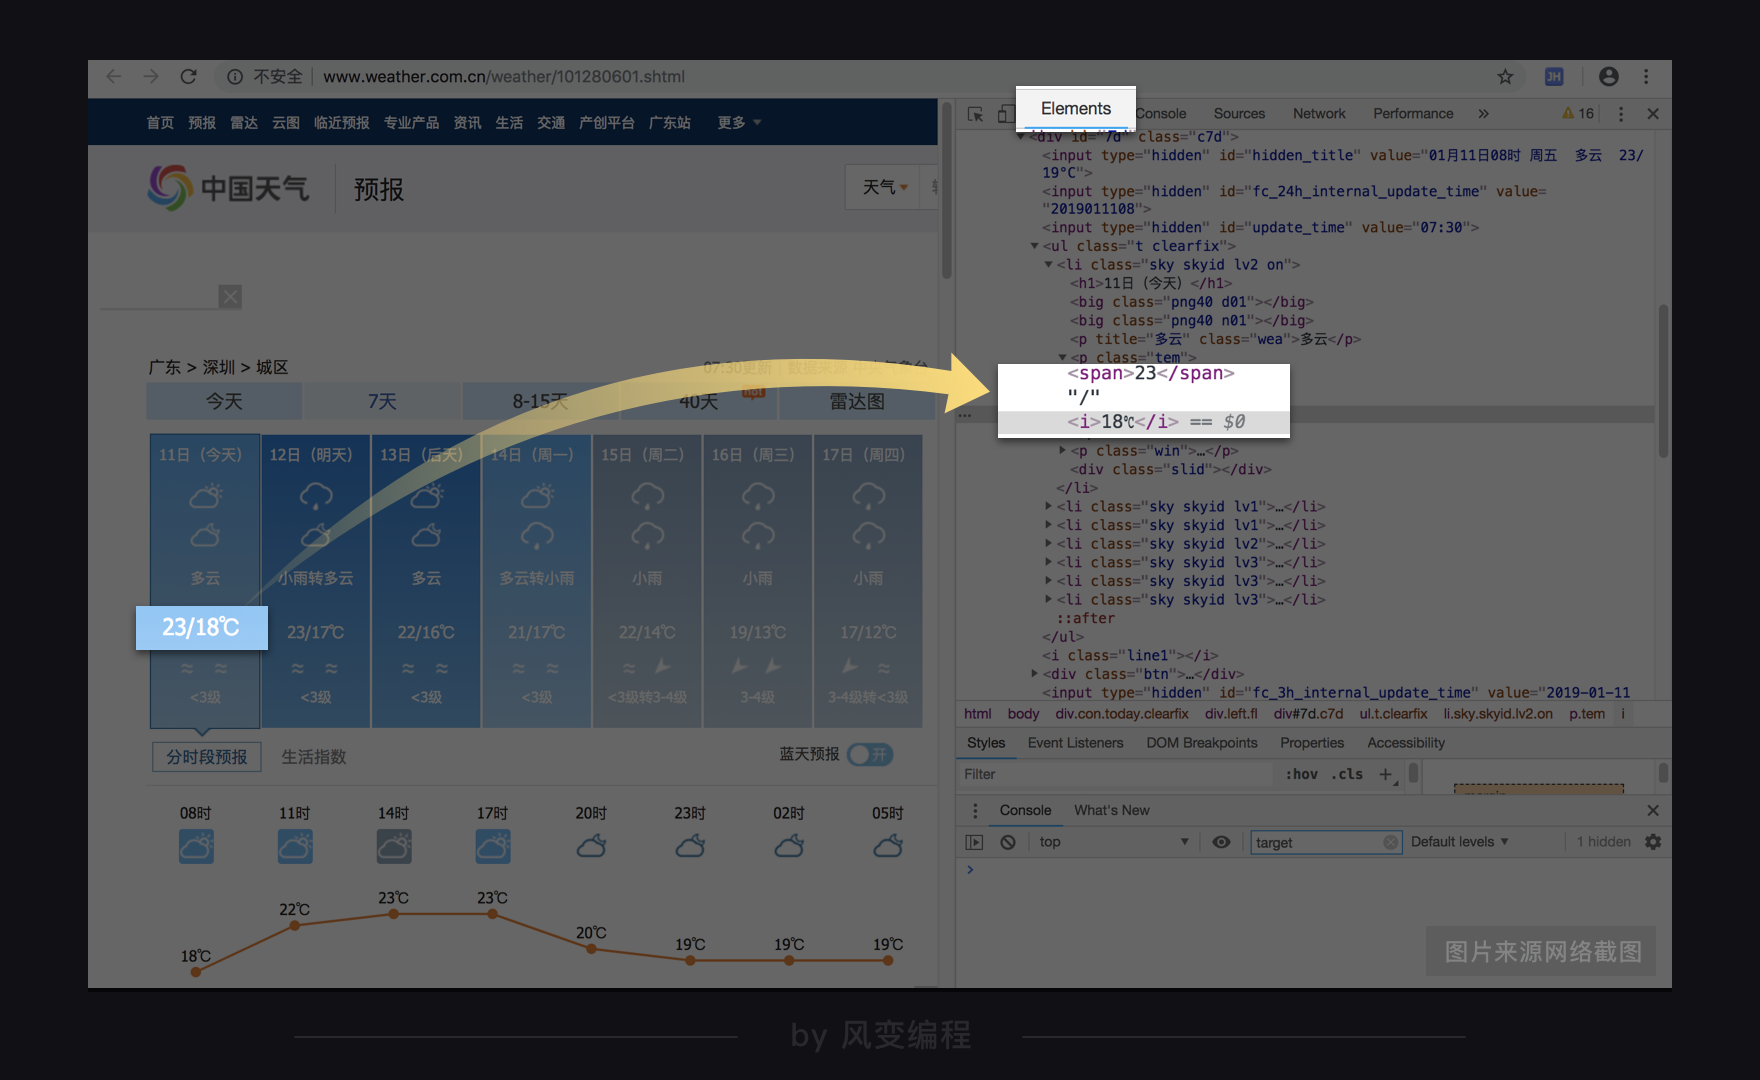 不安全 www.weather.com.cn/weather/101280601.shtml
JH
首页 预报 雷达 云图 临近预报 专业产品 资讯 生活 交通 产创平台 广东站 更多
中国天气 预报
天气
广东 > 深圳 > 城区
07:30更新 | 数据来源 中央气象台
今天 7天 8-15天 40天 雷达图
HOT
11日（今天） 12日（明天） 13日（后天） 14日（周一） 15日（周二） 16日（周三） 17日（周四）
多云 小雨转多云 多云 多云转小雨 小雨 小雨 小雨
23/18℃ 23/17℃ 22/16℃ 21/17℃ 22/14℃ 19/13℃ 17/12℃
<3级 <3级 <3级 <3级 <3级转3-4级 3-4级 3-4级转<3级
分时段预报 生活指数
蓝天预报 开
08时 11时 14时 17时 20时 23时 02时 05时
18℃ 22℃ 23℃ 23℃ 20℃ 19℃ 19℃ 19℃
Elements Console Sources Network Performance » 16
<div id="7d" class="c7d">
<input type="hidden" id="hidden_title" value="01月11日08时 周五  多云  23/
19°C">
<input type="hidden" id="fc_24h_internal_update_time" value=
"2019011108">
<input type="hidden" id="update_time" value="07:30">
<ul class="t clearfix">
<li class="sky skyid lv2 on">
<h1>11日（今天）</h1>
<big class="png40 d01"></big>
<big class="png40 n01"></big>
<p title="多云" class="wea">多云</p>
<p class="tem">
<span>23</span>
"/"
<i>18℃</i> == $0
<p class="win">…</p>
<div class="slid"></div>
</li>
<li class="sky skyid lv1">…</li>
<li class="sky skyid lv1">…</li>
<li class="sky skyid lv2">…</li>
<li class="sky skyid lv3">…</li>
<li class="sky skyid lv3">…</li>
<li class="sky skyid lv3">…</li>
::after
</ul>
<i class="line1"></i>
<div class="btn">…</div>
<input type="hidden" id="fc_3h_internal_update_time" value="2019-01-11
html body div.con.today.clearfix div.left.fl div#7d.c7d ul.t.clearfix li.sky.skyid.lv2.on p.tem i
Styles Event Listeners DOM Breakpoints Properties Accessibility
Filter :hov .cls +
Console What's New
top target Default levels 1 hidden
图片来源网络截图
by 风变编程